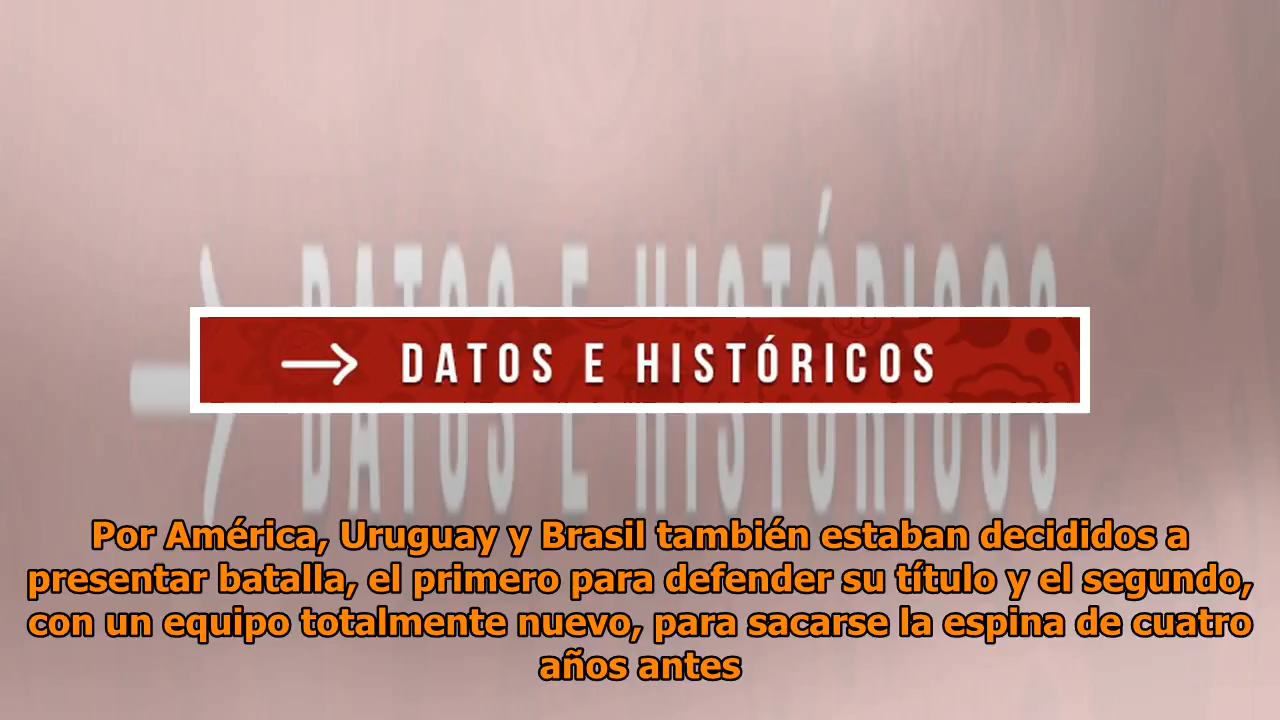 → DATOS E HISTÓRICOS
DATOS E HISTÓRICOS
Por América, Uruguay y Brasil también estaban decididos a
presentar batalla, el primero para defender su título y el segundo,
con un equipo totalmente nuevo, para sacarse la espina de cuatro
años antes